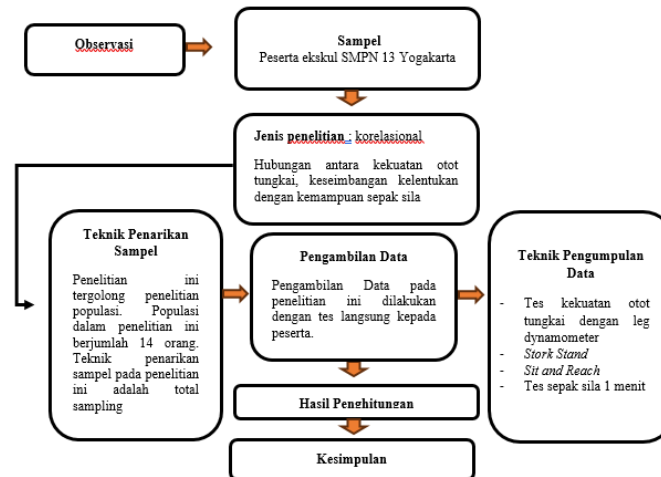 Observasi
Sampel
Peserta ekskul SMPN 13 Yogakarta
Jenis penelitian : korelasional
Hubungan antara kekuatan otot
tungkai, keseimbangan kelentukan
dengan kemampuan sepak sila
Teknik Penarikan
Sampel
Penelitian ini
tergolong penelitian
populasi. Populasi
dalam penelitian ini
berjumlah 14 orang.
Teknik penarikan
sampel pada penelitian
ini adalah total
sampling
Pengambilan Data
Pengambilan Data pada
penelitian ini dilakukan
dengan tes langsung kepada
peserta.
Teknik Pengumpulan
Data
- Tes kekuatan otot
tungkai dengan leg
dynamometer
- Stork Stand
- Sit and Reach
- Tes sepak sila 1 menit
Hasil Penghitungan
Kesimpulan